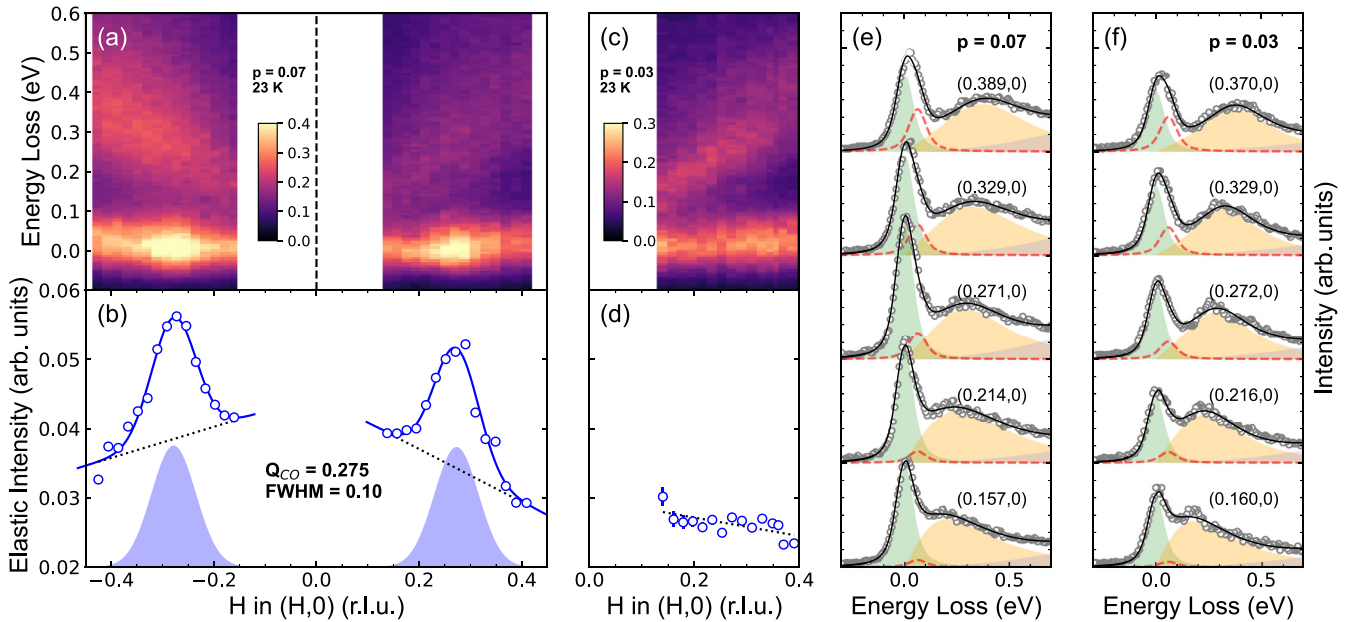 (a)
p = 0.07
23 K
0.4
0.3
0.2
0.1
0.0
Energy Loss (eV)
0.6
0.5
0.4
0.3
0.2
0.1
0.0
(c)
p = 0.03
23 K
0.3
0.2
0.1
0.0
(b)
Q_CO = 0.275
FWHM = 0.10
Elastic Intensity (arb. units)
0.06
0.05
0.04
0.03
0.02
−0.4
−0.2
0.0
0.2
0.4
H in (H,0) (r.l.u.)
(d)
0.0
0.2
0.4
H in (H,0) (r.l.u.)
(e)
p = 0.07
(0.389,0)
(0.329,0)
(0.271,0)
(0.214,0)
(0.157,0)
0.0
0.5
Energy Loss (eV)
(f)
p = 0.03
(0.370,0)
(0.329,0)
(0.272,0)
(0.216,0)
(0.160,0)
0.0
0.5
Energy Loss (eV)
Intensity (arb. units)